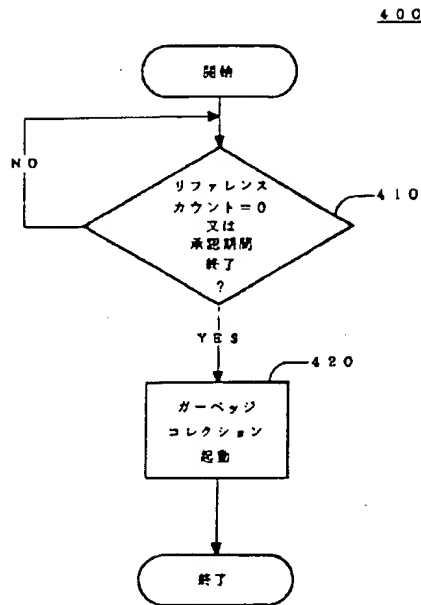 400
開始
NO
リファレンス
カウント=0
又は
承認期間
終了
?
410
YES
420
ガーベッジ
コレクション
起動
終了